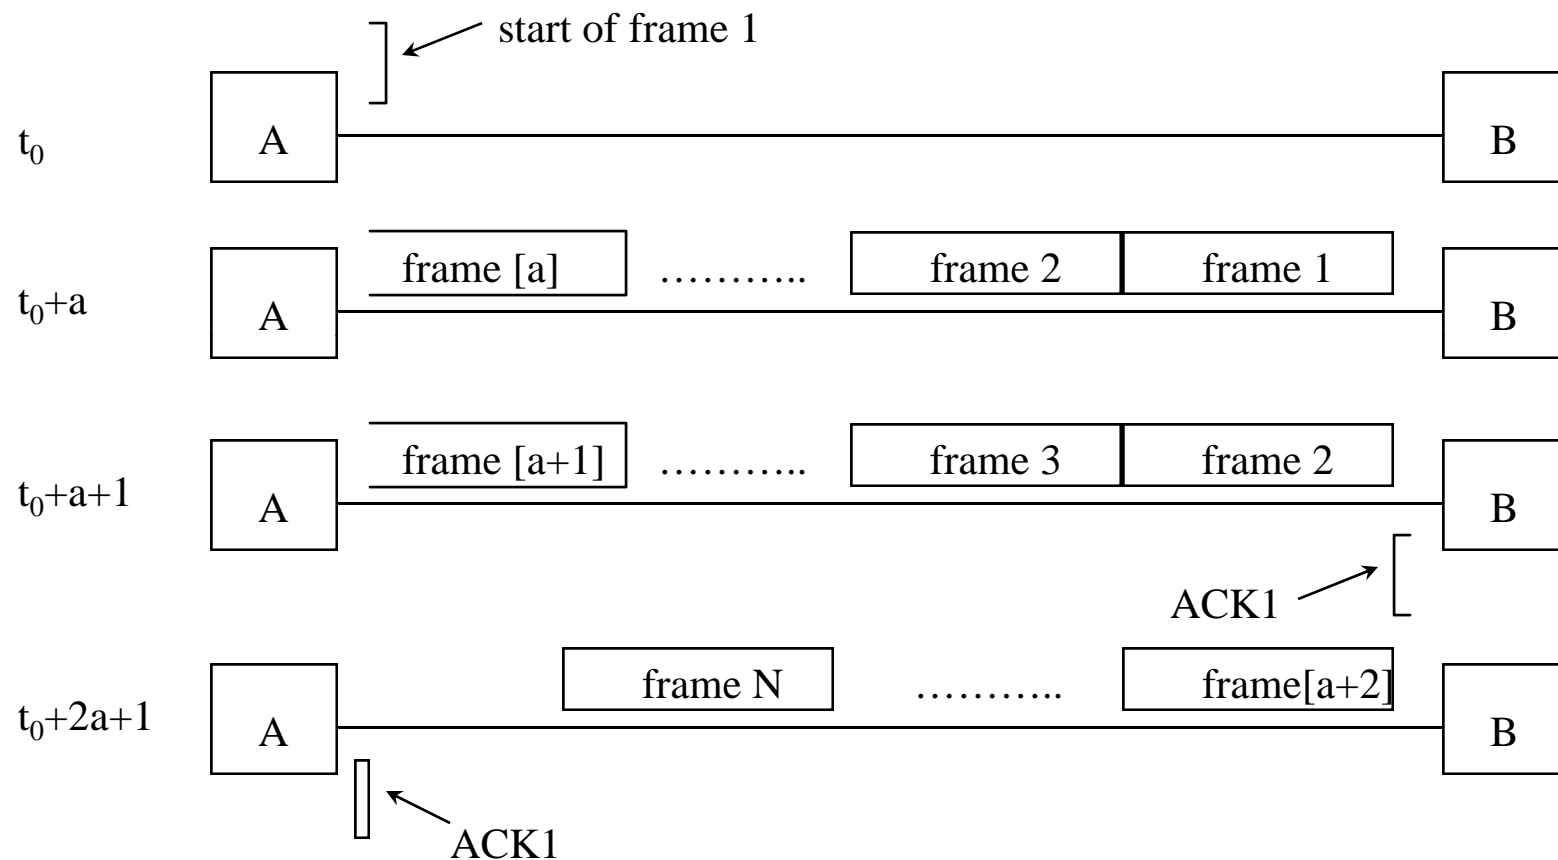 start of frame 1
t₀ A B
frame [a] ............. frame 2 frame 1
t₀+a A B
frame [a+1] ............. frame 3 frame 2
t₀+a+1 A B
ACK1
frame N ............. frame[a+2]
t₀+2a+1 A B
ACK1